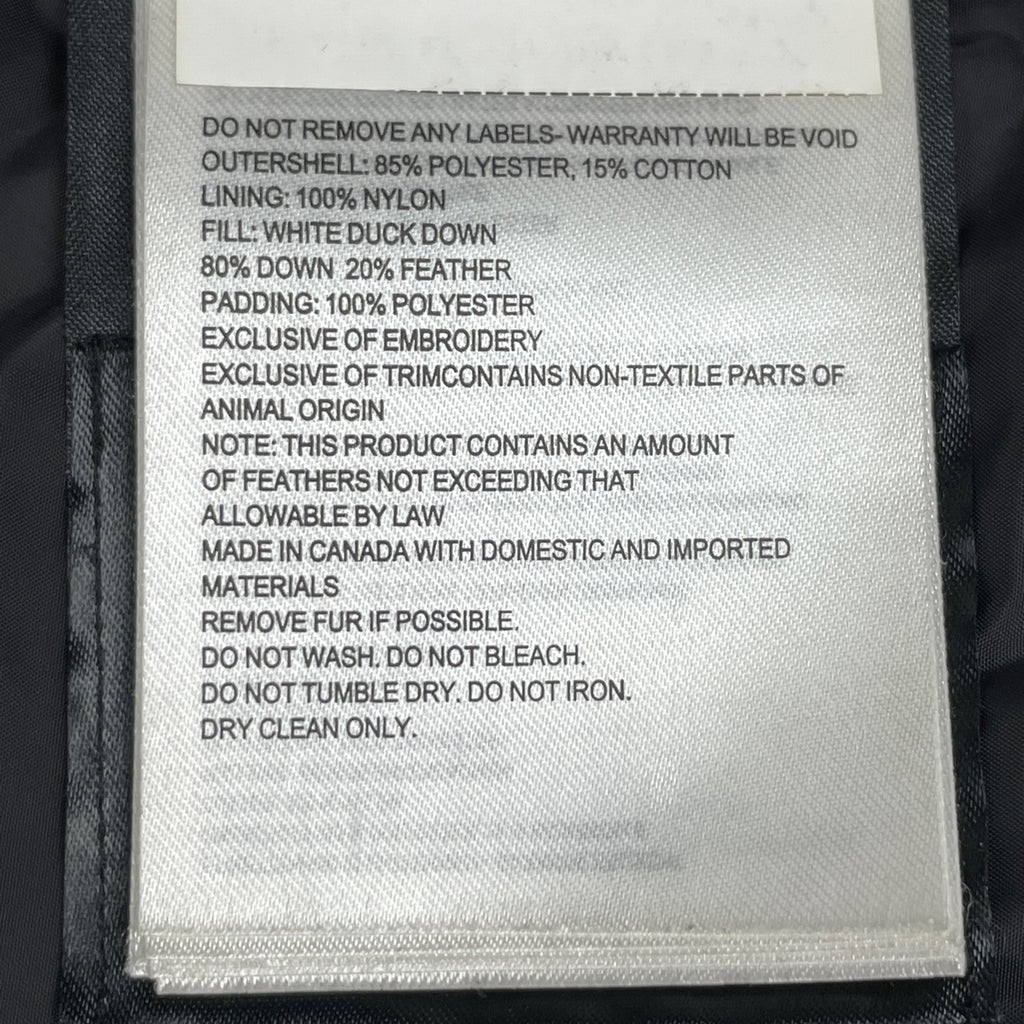 DO NOT REMOVE ANY LABELS- WARRANTY WILL BE VOID
OUTERSHELL: 85% POLYESTER, 15% COTTON
LINING: 100% NYLON
FILL: WHITE DUCK DOWN
80% DOWN 20% FEATHER
PADDING: 100% POLYESTER
EXCLUSIVE OF EMBROIDERY
EXCLUSIVE OF TRIMCONTAINS NON-TEXTILE PARTS OF
ANIMAL ORIGIN
NOTE: THIS PRODUCT CONTAINS AN AMOUNT
OF FEATHERS NOT EXCEEDING THAT
ALLOWABLE BY LAW
MADE IN CANADA WITH DOMESTIC AND IMPORTED
MATERIALS
REMOVE FUR IF POSSIBLE.
DO NOT WASH. DO NOT BLEACH.
DO NOT TUMBLE DRY. DO NOT IRON.
DRY CLEAN ONLY.